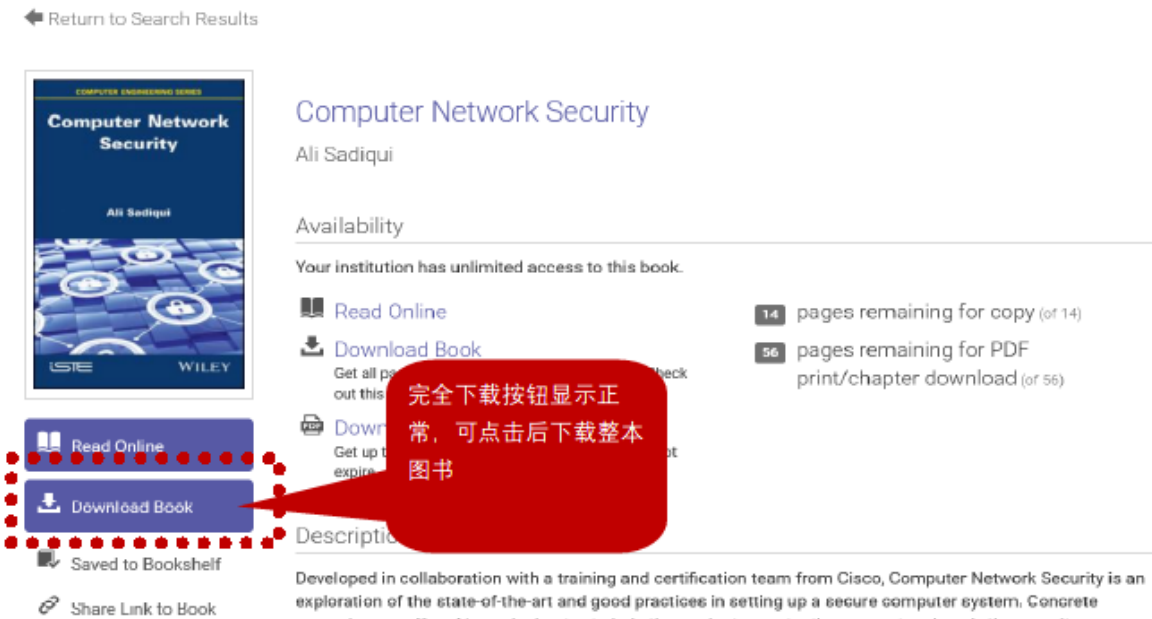 Return to Search Results
COMPUTER ENGINEERING SERIES
Computer Network
Security
Ali Sadiqui
ISTE
WILEY
Computer Network Security
Ali Sadiqui
Availability
Your institution has unlimited access to this book.
Read Online
14 pages remaining for copy (of 14)
Download Book
Get all
out this
56 pages remaining for PDF
print/chapter download (of 56)
PDF
Get up
expire
完全下载按钮显示正
常，可点击后下载整本
图书
Read Online
Download Book
Saved to Bookshelf
Share Link to Book
Developed in collaboration with a training and certification team from Cisco, Computer Network Security is an
exploration of the state-of-the-art and good practices in setting up a secure computer system. Concrete